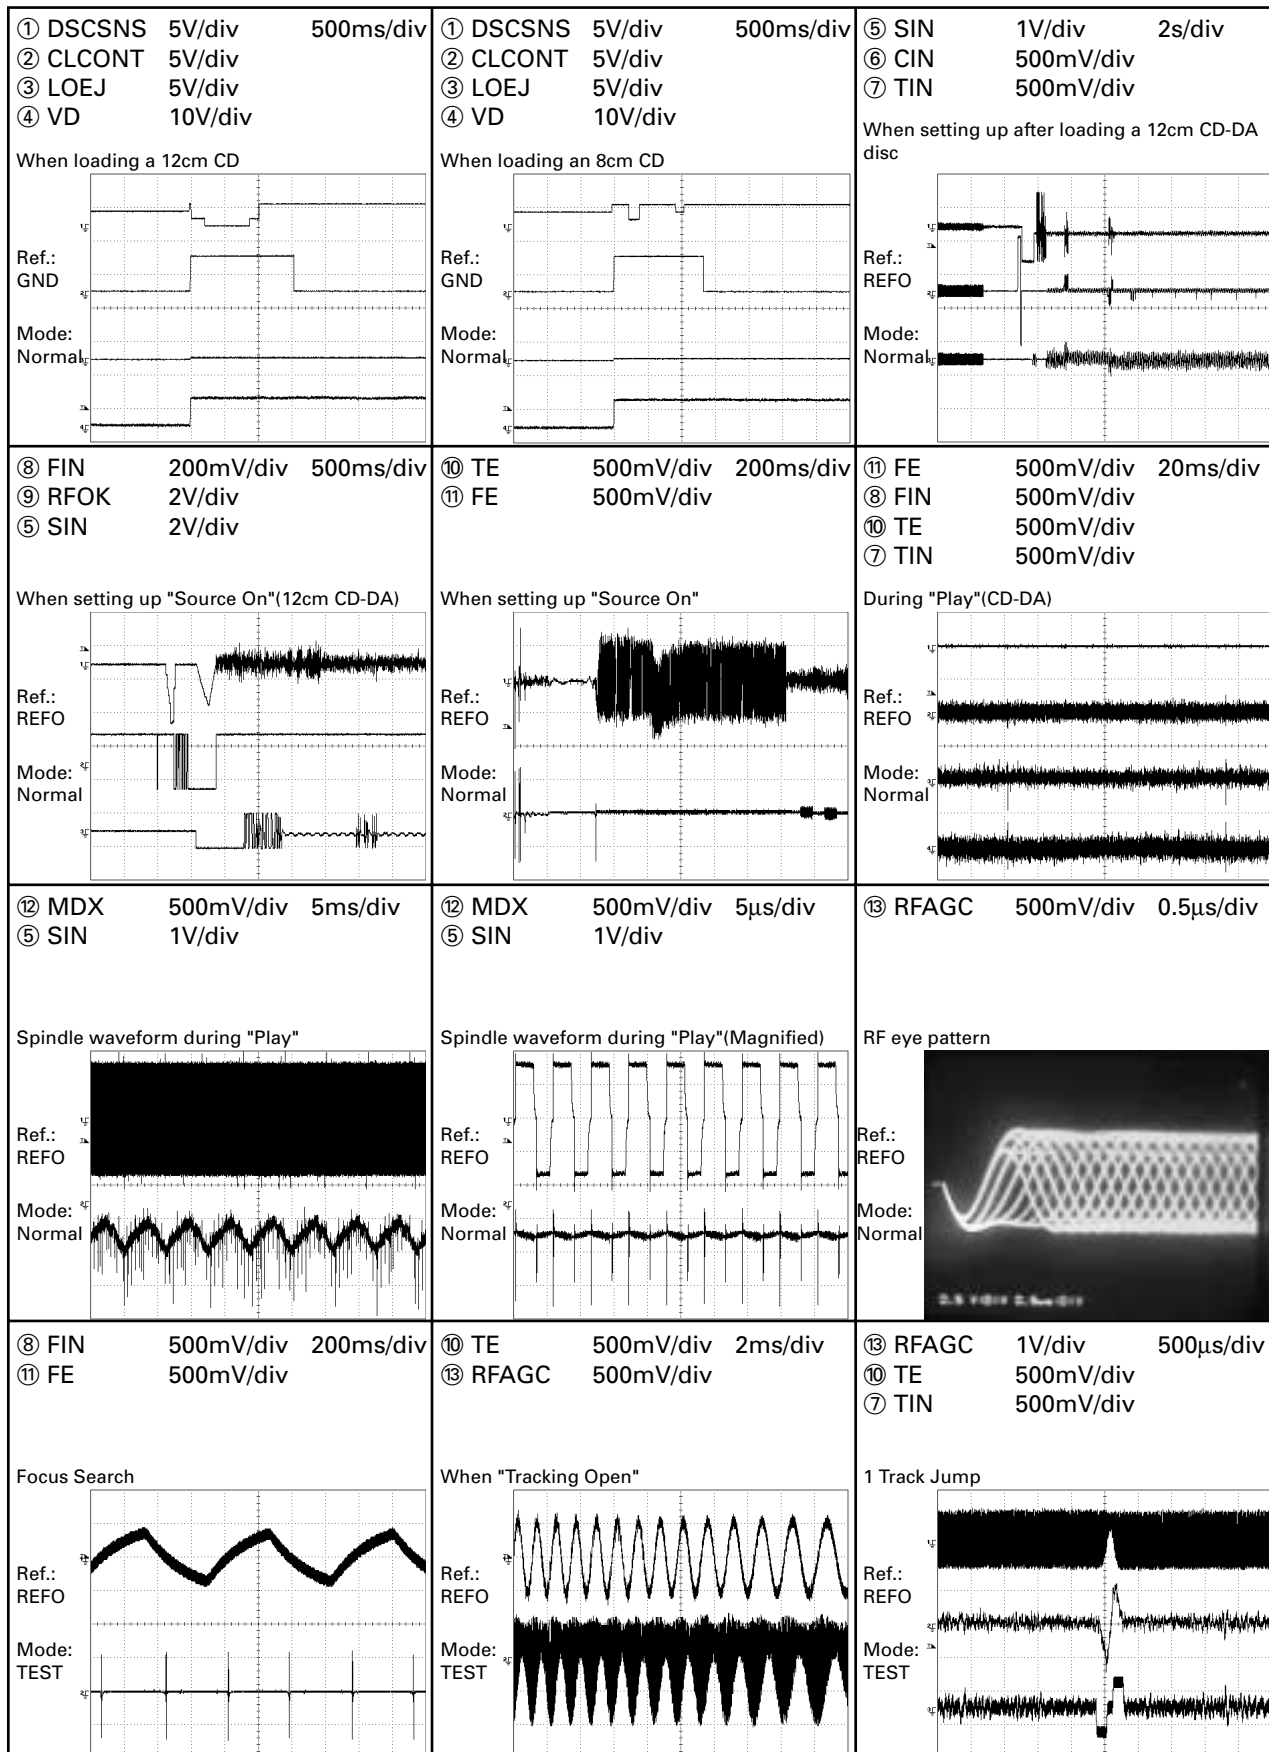 ① DSCSNS 5V/div 500ms/div
② CLCONT 5V/div
③ LOEJ 5V/div
④ VD 10V/div
When loading a 12cm CD
Ref.:
GND
Mode:
Normal
① DSCSNS 5V/div 500ms/div
② CLCONT 5V/div
③ LOEJ 5V/div
④ VD 10V/div
When loading an 8cm CD
Ref.:
GND
Mode:
Normal
⑤ SIN 1V/div 2s/div
⑥ CIN 500mV/div
⑦ TIN 500mV/div
When setting up after loading a 12cm CD-DA
disc
Ref.:
REFO
Mode:
Normal
⑧ FIN 200mV/div 500ms/div
⑨ RFOK 2V/div
⑤ SIN 2V/div
When setting up "Source On"(12cm CD-DA)
Ref.:
REFO
Mode:
Normal
⑩ TE 500mV/div 200ms/div
⑪ FE 500mV/div
When setting up "Source On"
Ref.:
REFO
Mode:
Normal
⑪ FE 500mV/div 20ms/div
⑧ FIN 500mV/div
⑩ TE 500mV/div
⑦ TIN 500mV/div
During "Play"(CD-DA)
Ref.:
REFO
Mode:
Normal
⑫ MDX 500mV/div 5ms/div
⑤ SIN 1V/div
Spindle waveform during "Play"
Ref.:
REFO
Mode:
Normal
⑫ MDX 500mV/div 5µs/div
⑤ SIN 1V/div
Spindle waveform during "Play"(Magnified)
Ref.:
REFO
Mode:
Normal
⑬ RFAGC 500mV/div 0.5µs/div
RF eye pattern
Ref.:
REFO
Mode:
Normal
⑧ FIN 500mV/div 200ms/div
⑪ FE 500mV/div
Focus Search
Ref.:
REFO
Mode:
TEST
⑩ TE 500mV/div 2ms/div
⑬ RFAGC 500mV/div
When "Tracking Open"
Ref.:
REFO
Mode:
TEST
⑬ RFAGC 1V/div 500µs/div
⑩ TE 500mV/div
⑦ TIN 500mV/div
1 Track Jump
Ref.:
REFO
Mode:
TEST